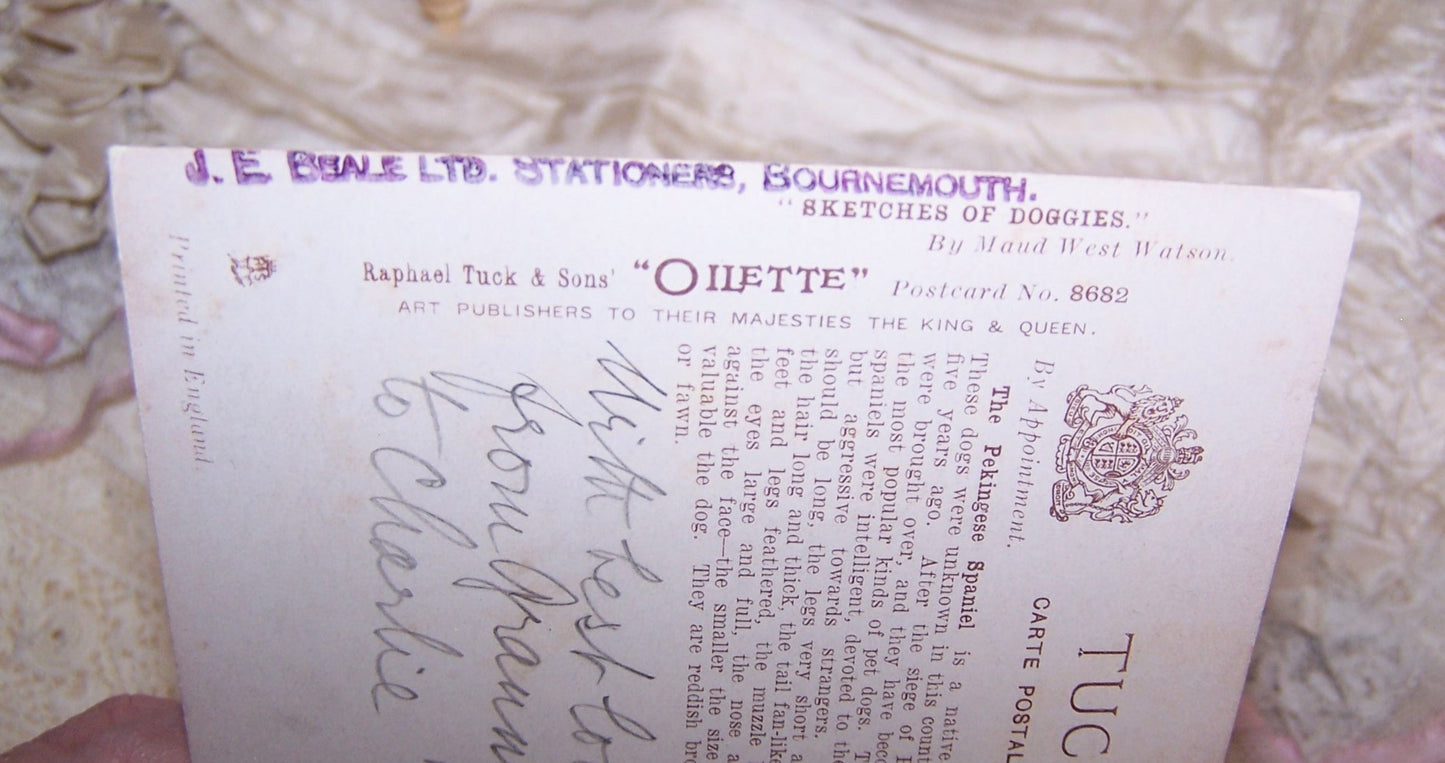 J. E. BEALE LTD. STATIONERS, BOURNEMOUTH.
"SKETCHES OF DOGGIES."
By Maud West Watson.
Raphael Tuck & Sons' "OILETTE" Postcard No. 8682
ART PUBLISHERS TO THEIR MAJESTIES THE KING & QUEEN.
TUC
CARTE POSTAL
By Appointment.
The Pekingese Spaniel is a native
These dogs were unknown in this count
five years ago. After the siege of
were brought over, and they have bec
the most popular kinds of pet dogs. T
spaniels were intelligent, devoted to the
but aggressive towards strangers.
should be long, the legs very short a
the hair long and thick, the tail fan-like
feet and legs feathered, the muzzle
the eyes large and full, the nose a
against the face—the smaller the size
valuable the dog. They are reddish bro
or fawn.
With best lo
from Grann
to Charlie
Printed in England